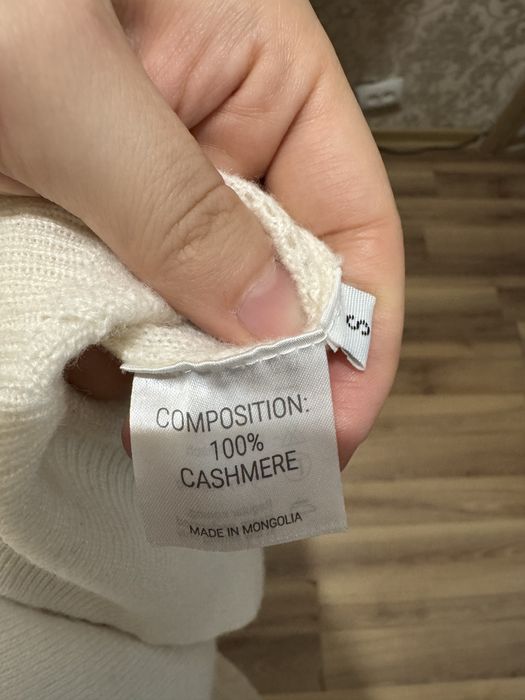 COMPOSITION:
100%
CASHMERE
MADE IN MONGOLIA
S